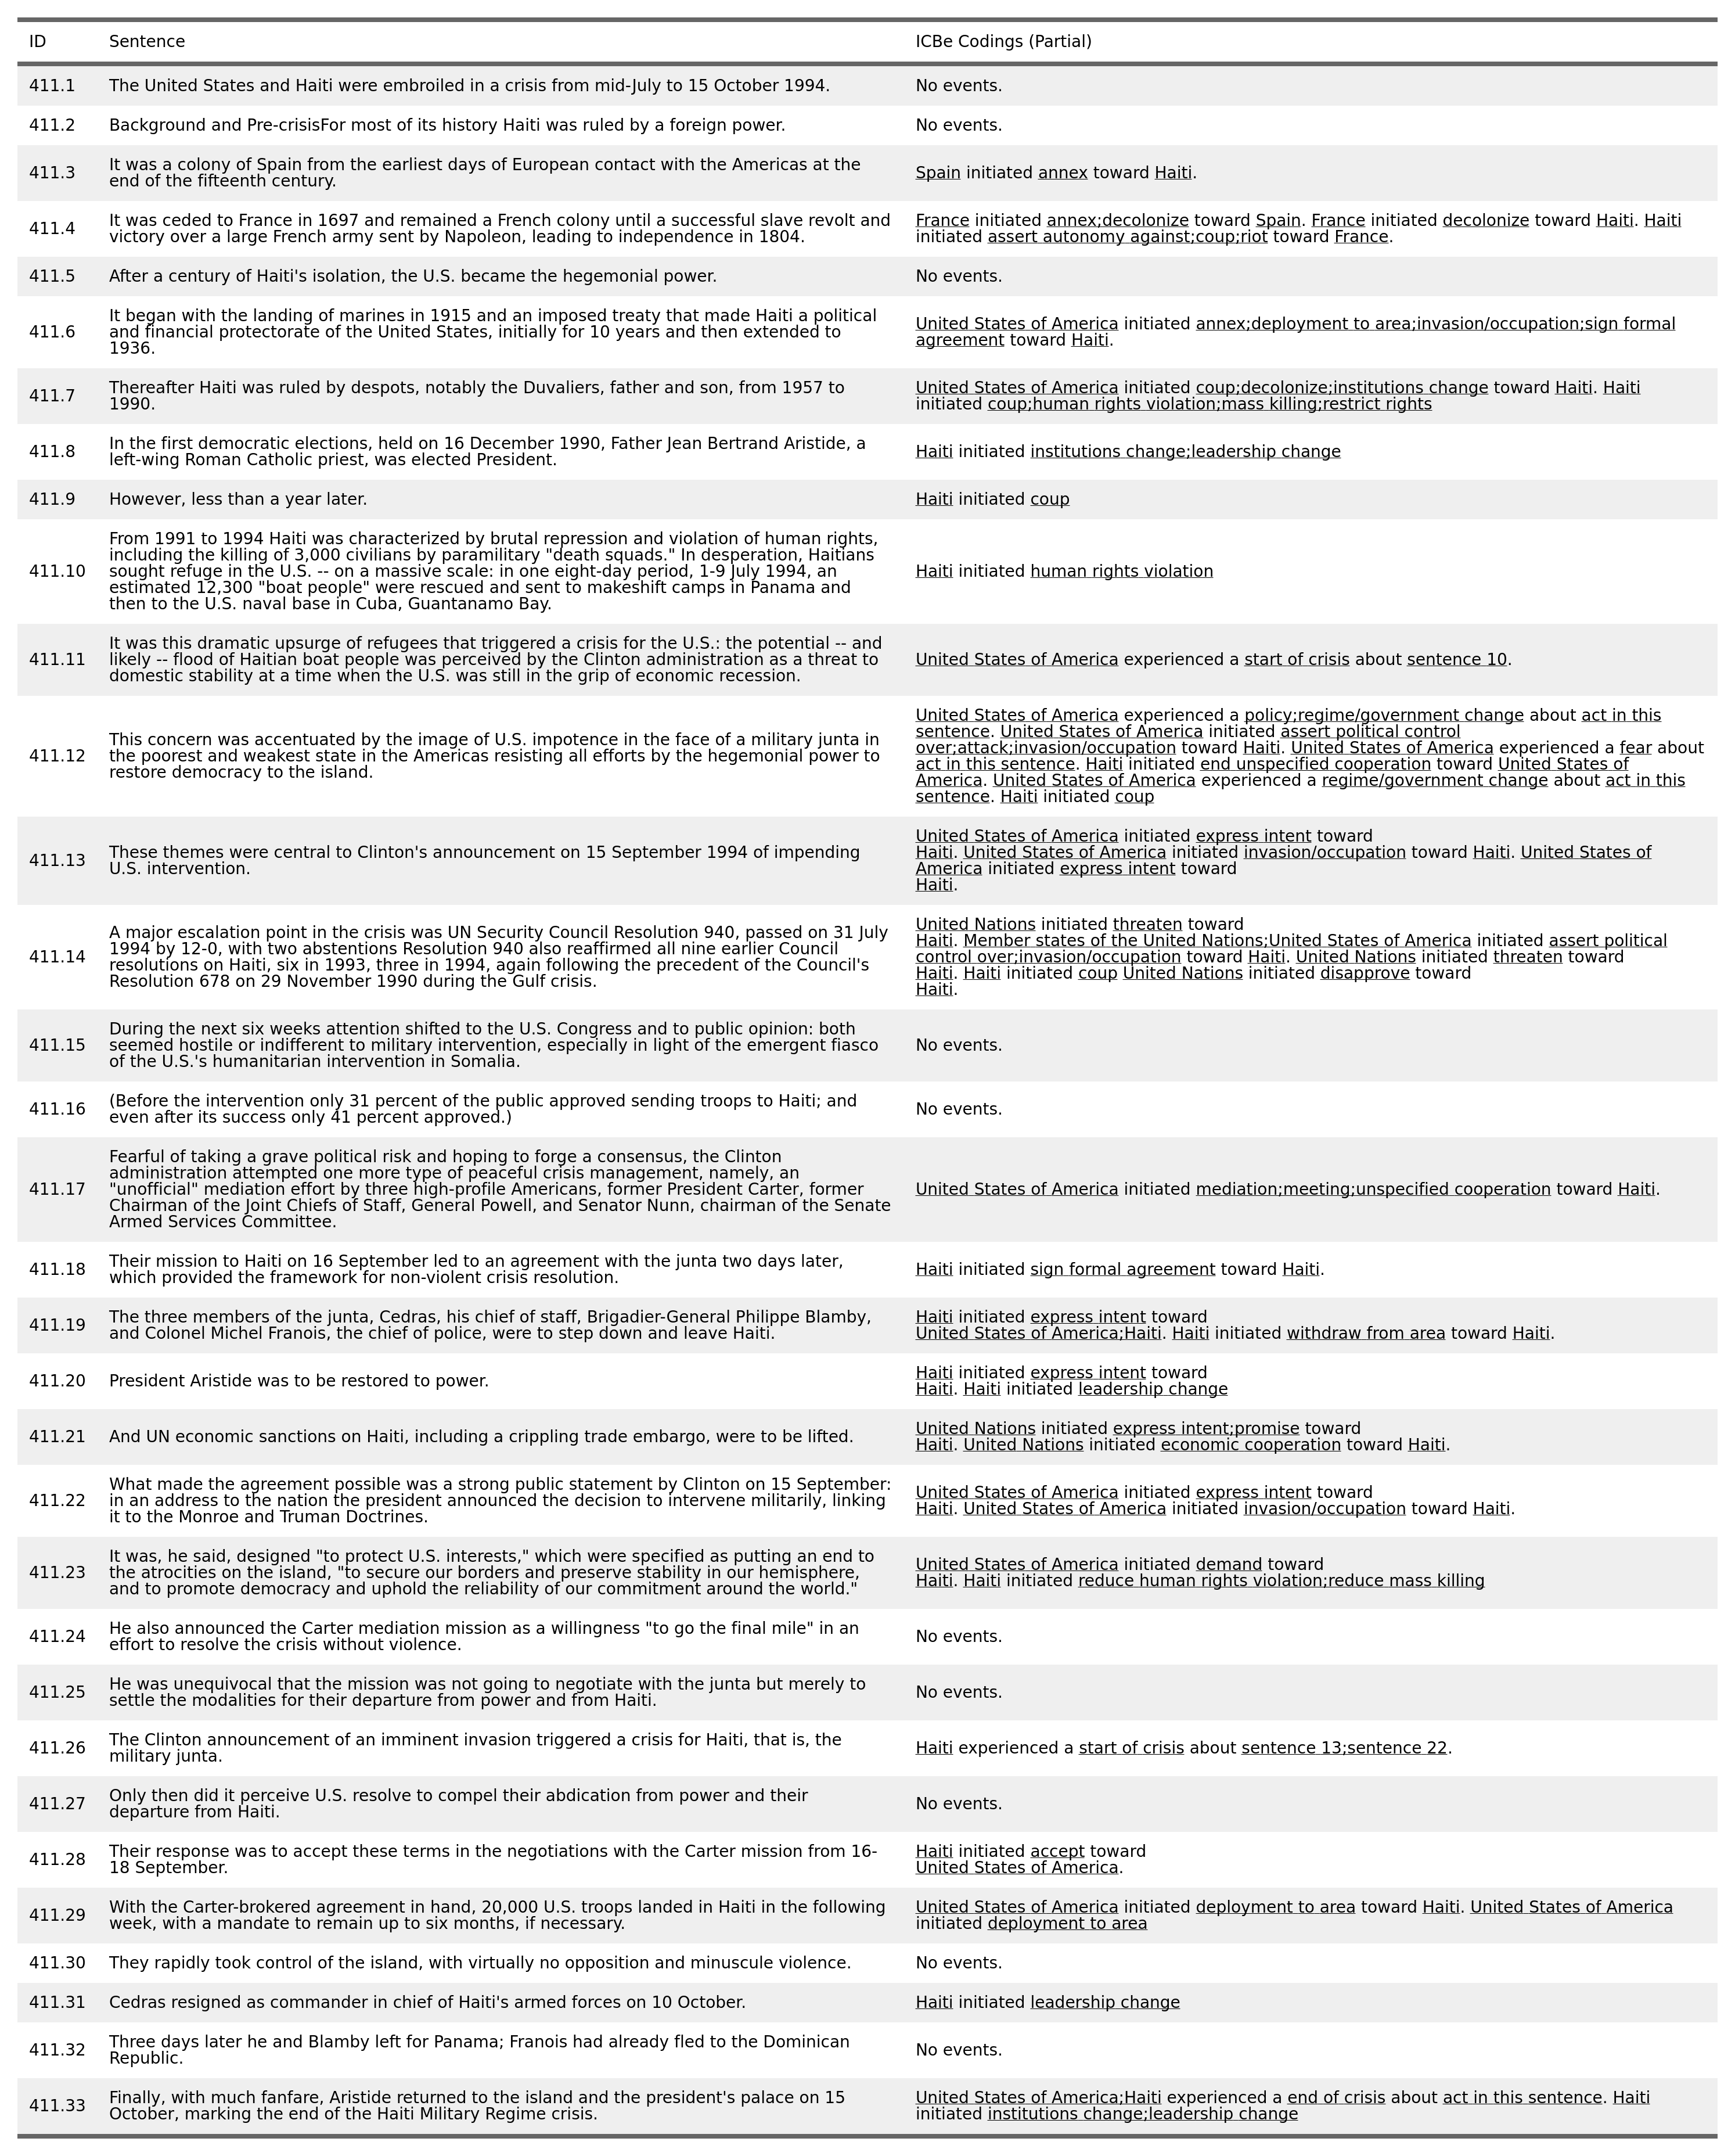 ID Sentence ICBe Codings (Partial)
411.1 The United States and Haiti were embroiled in a crisis from mid-July to 15 October 1994. No events.
411.2 Background and Pre-crisisFor most of its history Haiti was ruled by a foreign power. No events.
411.3 It was a colony of Spain from the earliest days of European contact with the Americas at the
end of the fifteenth century.
Spain initiated annex toward Haiti.
411.4 It was ceded to France in 1697 and remained a French colony until a successful slave revolt and
victory over a large French army sent by Napoleon, leading to independence in 1804.
France initiated annex;decolonize toward Spain. France initiated decolonize toward Haiti. Haiti
initiated assert autonomy against;coup;riot toward France.
411.5 After a century of Haiti's isolation, the U.S. became the hegemonial power. No events.
411.6 It began with the landing of marines in 1915 and an imposed treaty that made Haiti a political
and financial protectorate of the United States, initially for 10 years and then extended to
1936.
United States of America initiated annex;deployment to area;invasion/occupation;sign formal
agreement toward Haiti.
411.7 Thereafter Haiti was ruled by despots, notably the Duvaliers, father and son, from 1957 to
1990.
United States of America initiated coup;decolonize;institutions change toward Haiti. Haiti
initiated coup;human rights violation;mass killing;restrict rights
411.8 In the first democratic elections, held on 16 December 1990, Father Jean Bertrand Aristide, a
left-wing Roman Catholic priest, was elected President.
Haiti initiated institutions change;leadership change
411.9 However, less than a year later. Haiti initiated coup
411.10 From 1991 to 1994 Haiti was characterized by brutal repression and violation of human rights,
including the killing of 3,000 civilians by paramilitary "death squads." In desperation, Haitians
sought refuge in the U.S. -- on a massive scale: in one eight-day period, 1-9 July 1994, an
estimated 12,300 "boat people" were rescued and sent to makeshift camps in Panama and
then to the U.S. naval base in Cuba, Guantanamo Bay.
Haiti initiated human rights violation
411.11 It was this dramatic upsurge of refugees that triggered a crisis for the U.S.: the potential -- and
likely -- flood of Haitian boat people was perceived by the Clinton administration as a threat to
domestic stability at a time when the U.S. was still in the grip of economic recession.
United States of America experienced a start of crisis about sentence 10.
411.12 This concern was accentuated by the image of U.S. impotence in the face of a military junta in
the poorest and weakest state in the Americas resisting all efforts by the hegemonial power to
restore democracy to the island.
United States of America experienced a policy;regime/government change about act in this
sentence. United States of America initiated assert political control
over;attack;invasion/occupation toward Haiti. United States of America experienced a fear about
act in this sentence. Haiti initiated end unspecified cooperation toward United States of
America. United States of America experienced a regime/government change about act in this
sentence. Haiti initiated coup
411.13 These themes were central to Clinton's announcement on 15 September 1994 of impending
U.S. intervention.
United States of America initiated express intent toward
Haiti. United States of America initiated invasion/occupation toward Haiti. United States of
America initiated express intent toward
Haiti.
411.14 A major escalation point in the crisis was UN Security Council Resolution 940, passed on 31 July
1994 by 12-0, with two abstentions Resolution 940 also reaffirmed all nine earlier Council
resolutions on Haiti, six in 1993, three in 1994, again following the precedent of the Council's
Resolution 678 on 29 November 1990 during the Gulf crisis.
United Nations initiated threaten toward
Haiti. Member states of the United Nations;United States of America initiated assert political
control over;invasion/occupation toward Haiti. United Nations initiated threaten toward
Haiti. Haiti initiated coup United Nations initiated disapprove toward
Haiti.
411.15 During the next six weeks attention shifted to the U.S. Congress and to public opinion: both
seemed hostile or indifferent to military intervention, especially in light of the emergent fiasco
of the U.S.'s humanitarian intervention in Somalia.
No events.
411.16 (Before the intervention only 31 percent of the public approved sending troops to Haiti; and
even after its success only 41 percent approved.)
No events.
411.17 Fearful of taking a grave political risk and hoping to forge a consensus, the Clinton
administration attempted one more type of peaceful crisis management, namely, an
"unofficial" mediation effort by three high-profile Americans, former President Carter, former
Chairman of the Joint Chiefs of Staff, General Powell, and Senator Nunn, chairman of the Senate
Armed Services Committee.
United States of America initiated mediation;meeting;unspecified cooperation toward Haiti.
411.18 Their mission to Haiti on 16 September led to an agreement with the junta two days later,
which provided the framework for non-violent crisis resolution.
Haiti initiated sign formal agreement toward Haiti.
411.19 The three members of the junta, Cedras, his chief of staff, Brigadier-General Philippe Blamby,
and Colonel Michel Franois, the chief of police, were to step down and leave Haiti.
Haiti initiated express intent toward
United States of America;Haiti. Haiti initiated withdraw from area toward Haiti.
411.20 President Aristide was to be restored to power.
Haiti initiated express intent toward
Haiti. Haiti initiated leadership change
411.21 And UN economic sanctions on Haiti, including a crippling trade embargo, were to be lifted.
United Nations initiated express intent;promise toward
Haiti. United Nations initiated economic cooperation toward Haiti.
411.22 What made the agreement possible was a strong public statement by Clinton on 15 September:
in an address to the nation the president announced the decision to intervene militarily, linking
it to the Monroe and Truman Doctrines.
United States of America initiated express intent toward
Haiti. United States of America initiated invasion/occupation toward Haiti.
411.23 It was, he said, designed "to protect U.S. interests," which were specified as putting an end to
the atrocities on the island, "to secure our borders and preserve stability in our hemisphere,
and to promote democracy and uphold the reliability of our commitment around the world."
United States of America initiated demand toward
Haiti. Haiti initiated reduce human rights violation;reduce mass killing
411.24 He also announced the Carter mediation mission as a willingness "to go the final mile" in an
effort to resolve the crisis without violence.
No events.
411.25 He was unequivocal that the mission was not going to negotiate with the junta but merely to
settle the modalities for their departure from power and from Haiti.
No events.
411.26 The Clinton announcement of an imminent invasion triggered a crisis for Haiti, that is, the
military junta.
Haiti experienced a start of crisis about sentence 13;sentence 22.
411.27 Only then did it perceive U.S. resolve to compel their abdication from power and their
departure from Haiti.
No events.
411.28 Their response was to accept these terms in the negotiations with the Carter mission from 16-
18 September.
Haiti initiated accept toward
United States of America.
411.29 With the Carter-brokered agreement in hand, 20,000 U.S. troops landed in Haiti in the following
week, with a mandate to remain up to six months, if necessary.
United States of America initiated deployment to area toward Haiti. United States of America
initiated deployment to area
411.30 They rapidly took control of the island, with virtually no opposition and minuscule violence. No events.
411.31 Cedras resigned as commander in chief of Haiti's armed forces on 10 October. Haiti initiated leadership change
411.32 Three days later he and Blamby left for Panama; Franois had already fled to the Dominican
Republic.
No events.
411.33 Finally, with much fanfare, Aristide returned to the island and the president's palace on 15
October, marking the end of the Haiti Military Regime crisis.
United States of America;Haiti experienced a end of crisis about act in this sentence. Haiti
initiated institutions change;leadership change